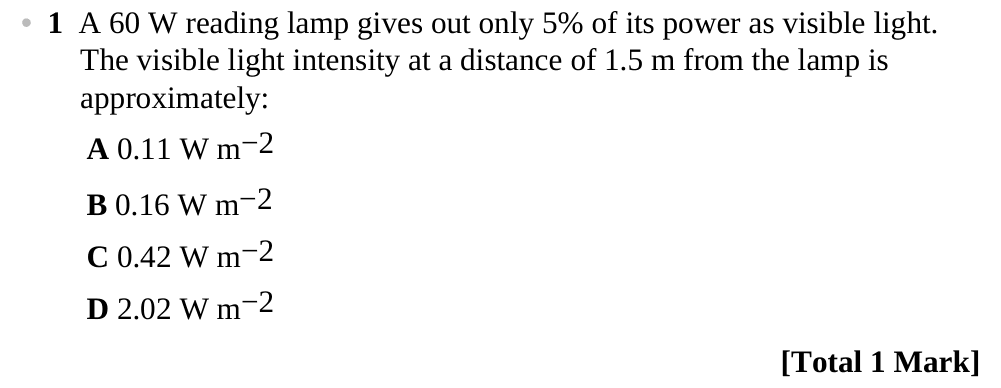 • 1 A 60 W reading lamp gives out only 5% of its power as visible light.
The visible light intensity at a distance of 1.5 m from the lamp is
approximately:
A 0.11 W m⁻²
B 0.16 W m⁻²
C 0.42 W m⁻²
D 2.02 W m⁻²
[Total 1 Mark]